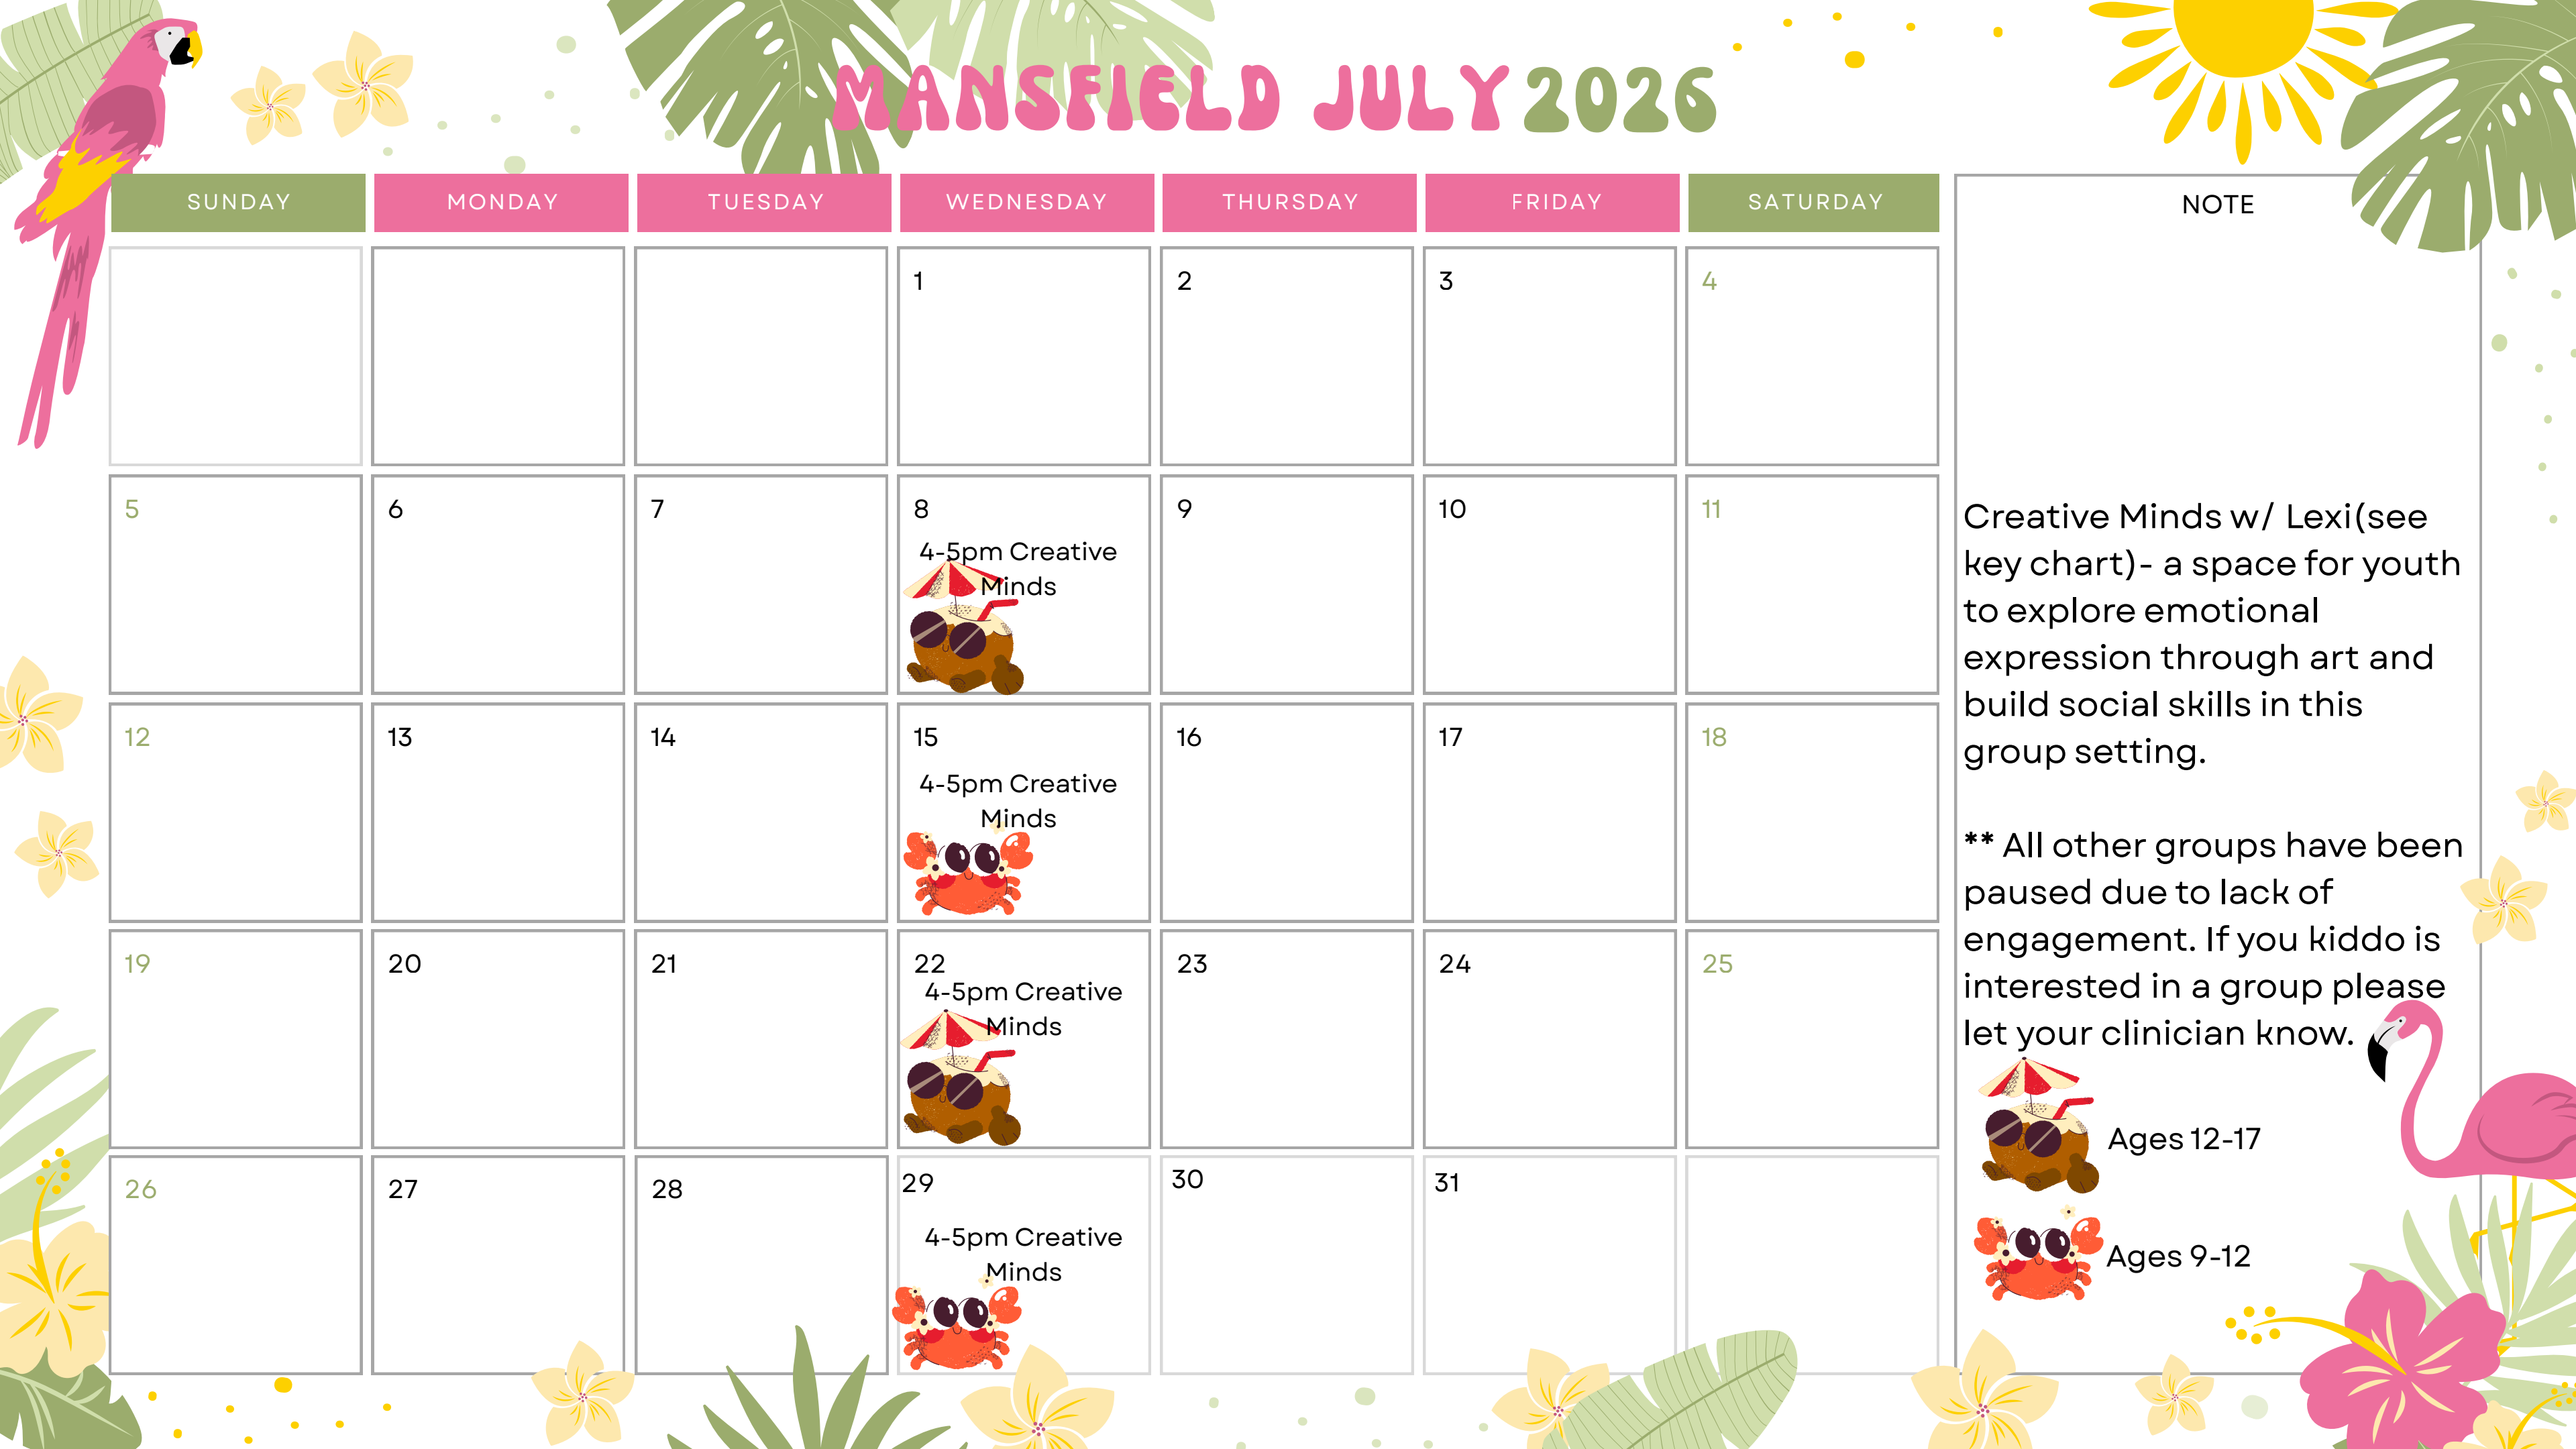 MANSFIELD JULY 2026
SUNDAY MONDAY TUESDAY WEDNESDAY THURSDAY FRIDAY SATURDAY
1 2 3 4
5 6 7 8 9 10 11
4-5pm Creative
Minds
12 13 14 15 16 17 18
4-5pm Creative
Minds
19 20 21 22 23 24 25
4-5pm Creative
Minds
26 27 28 29 30 31
4-5pm Creative
Minds
NOTE
Creative Minds w/ Lexi(see
key chart)- a space for youth
to explore emotional
expression through art and
build social skills in this
group setting.
** All other groups have been
paused due to lack of
engagement. If you kiddo is
interested in a group please
let your clinician know.
Ages 12-17
Ages 9-12